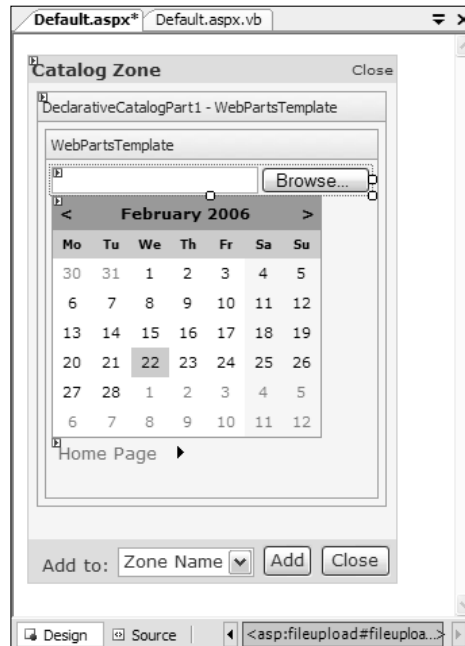 Default.aspx* Default.aspx.vb
Catalog Zone Close
DeclarativeCatalogPart1 - WebPartsTemplate
WebPartsTemplate
Browse...
< February 2006 >
Mo Tu We Th Fr Sa Su
30 31 1 2 3 4 5
6 7 8 9 10 11 12
13 14 15 16 17 18 19
20 21 22 23 24 25 26
27 28 1 2 3 4 5
6 7 8 9 10 11 12
Home Page
Add to: Zone Name Add Close
Design Source <asp:fileupload#fileuploa...>